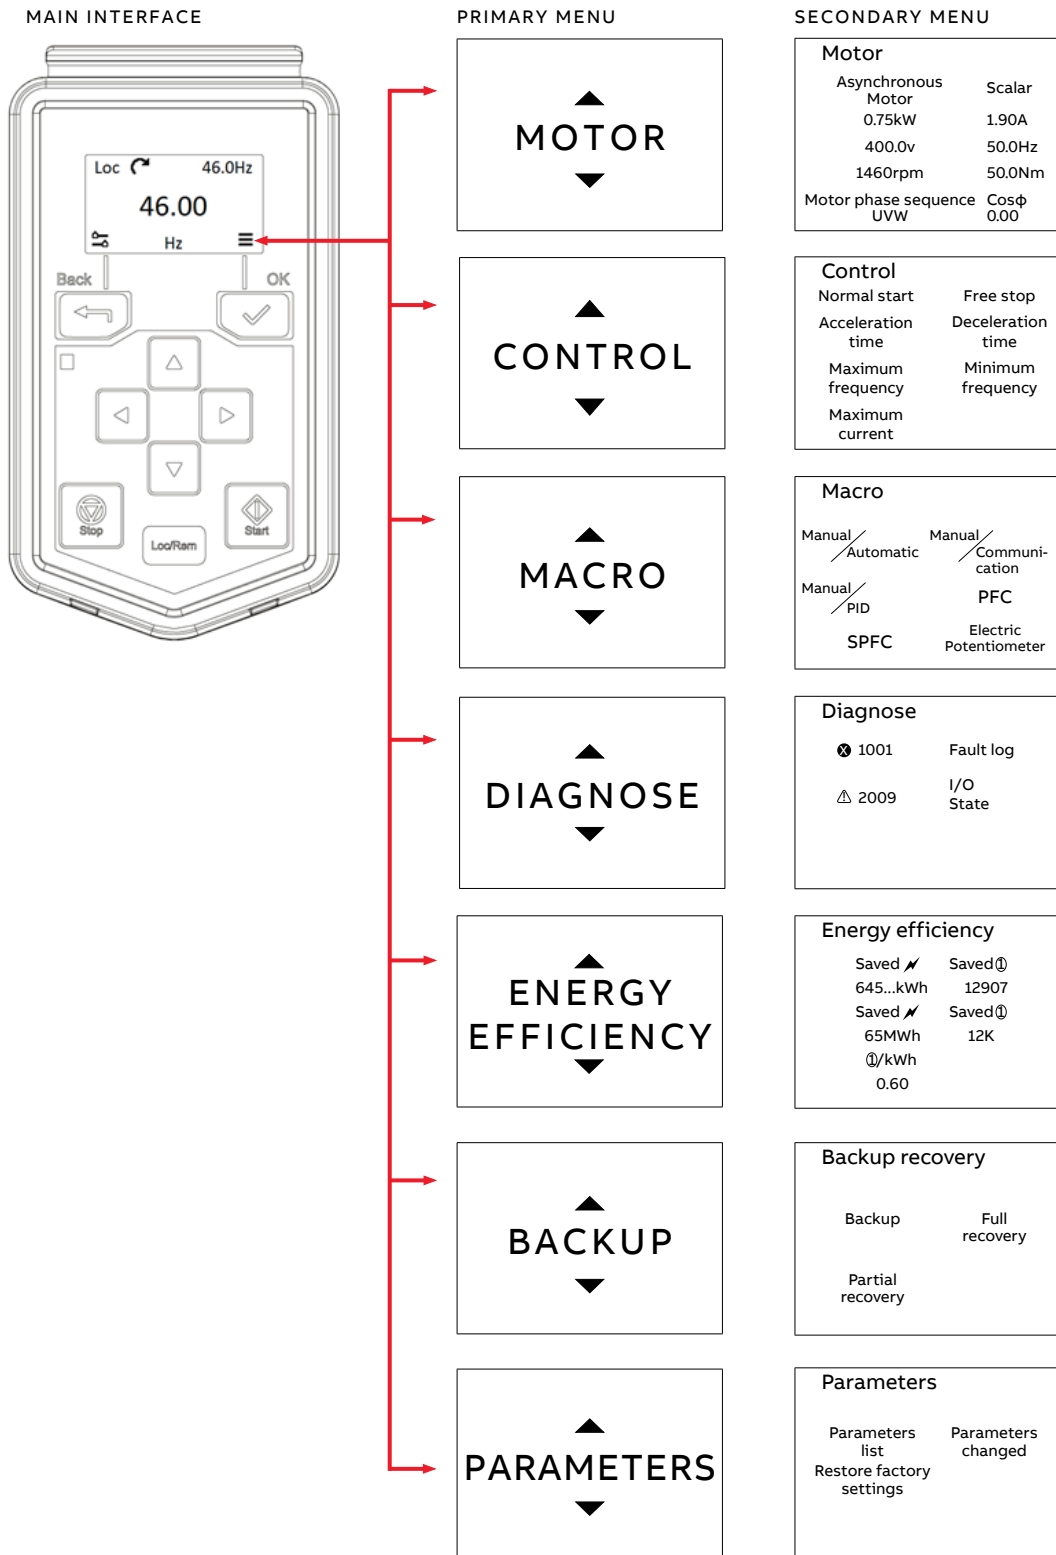 MAIN INTERFACE
PRIMARY MENU
SECONDARY MENU
Loc 46.0Hz
46.00
Hz
Back OK
Stop
Loc/Rem
Start
MOTOR
CONTROL
MACRO
DIAGNOSE
ENERGY
EFFICIENCY
BACKUP
PARAMETERS
Motor
Asynchronous
Motor
Scalar
0.75kW 1.90A
400.0v 50.0Hz
1460rpm 50.0Nm
Motor phase sequence
UVW
Cosϕ
0.00
Control
Normal start Free stop
Acceleration
time
Deceleration
time
Maximum
frequency
Minimum
frequency
Maximum
current
Macro
Manual/
Automatic
Manual/
Communi-
cation
Manual/
PID
PFC
SPFC
Electric
Potentiometer
Diagnose
1001 Fault log
2009
I/O
State
Energy efficiency
Saved Saved①
645...kWh 12907
Saved Saved①
65MWh 12K
①/kWh
0.60
Backup recovery
Backup
Full
recovery
Partial
recovery
Parameters
Parameters
list
Parameters
changed
Restore factory
settings